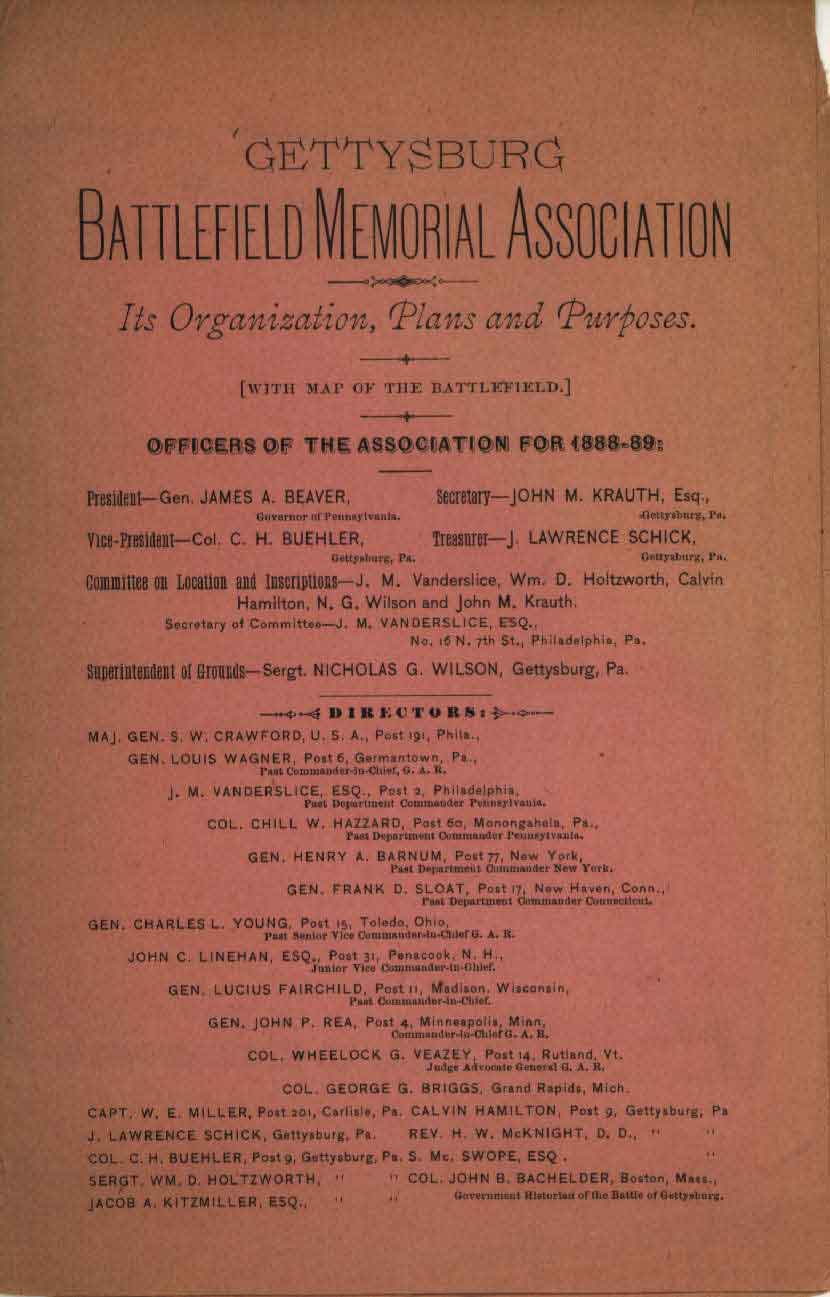 GETTYSBURG
BATTLEFIELD MEMORIAL ASSOCIATION
Its Organization, Plans and Purposes.
[WITH MAP OF THE BATTLEFIELD.]
OFFICERS OF THE ASSOCIATION FOR 1888-89:
President—Gen. JAMES A. BEAVER,
Governor of Pennsylvania.
Secretary—JOHN M. KRAUTH, Esq.,
Gettysburg, Pa.
Vice-President—Col. C. H. BUEHLER,
Gettysburg, Pa.
Treasurer—J. LAWRENCE SCHICK,
Gettysburg, Pa.
Committee on Location and Inscriptions—J. M. Vanderslice, Wm. D. Holtzworth, Calvin
Hamilton, N. G. Wilson and John M. Krauth.
Secretary of Committee—J. M. VANDERSLICE, ESQ.,
No. 16 N. 7th St., Philadelphia, Pa.
Superintendent of Grounds—Sergt. NICHOLAS G. WILSON, Gettysburg, Pa.
DIRECTORS:
MAJ. GEN. S. W. CRAWFORD, U. S. A., Post 191, Phila.,
GEN. LOUIS WAGNER, Post 6, Germantown, Pa.,
Past Commander-in-Chief, G. A. R.
J. M. VANDERSLICE, ESQ., Post 2, Philadelphia,
Past Department Commander Pennsylvania.
COL. CHILL W. HAZZARD, Post 60, Monongahela, Pa.,
Past Department Commander Pennsylvania.
GEN. HENRY A. BARNUM, Post 77, New York,
Past Department Commander New York.
GEN. FRANK D. SLOAT, Post 17, New Haven, Conn.,
Past Department Commander Connecticut.
GEN. CHARLES L. YOUNG, Post 15, Toledo, Ohio,
Past Senior Vice Commander-in-Chief G. A. R.
JOHN C. LINEHAN, ESQ., Post 31, Penacook, N. H.,
Junior Vice Commander-in-Chief.
GEN. LUCIUS FAIRCHILD, Post 11, Madison, Wisconsin,
Past Commander-in-Chief.
GEN. JOHN P. REA, Post 4, Minneapolis, Minn,
Commander-in-Chief G. A. R.
COL. WHEELOCK G. VEAZEY, Post 14, Rutland, Vt.
Judge Advocate General G. A. R.
COL. GEORGE G. BRIGGS, Grand Rapids, Mich.
CAPT. W. E. MILLER, Post 201, Carlisle, Pa. CALVIN HAMILTON, Post 9, Gettysburg, Pa
J. LAWRENCE SCHICK, Gettysburg, Pa. REV. H. W. McKNIGHT, D. D., " "
COL. C. H. BUEHLER, Post 9, Gettysburg, Pa. S. Mc. SWOPE, ESQ. "
SERGT. WM. D. HOLTZWORTH, " " COL. JOHN B. BACHELDER, Boston, Mass.,
JACOB A. KITZMILLER, ESQ., " " Government Historian of the Battle of Gettysburg.